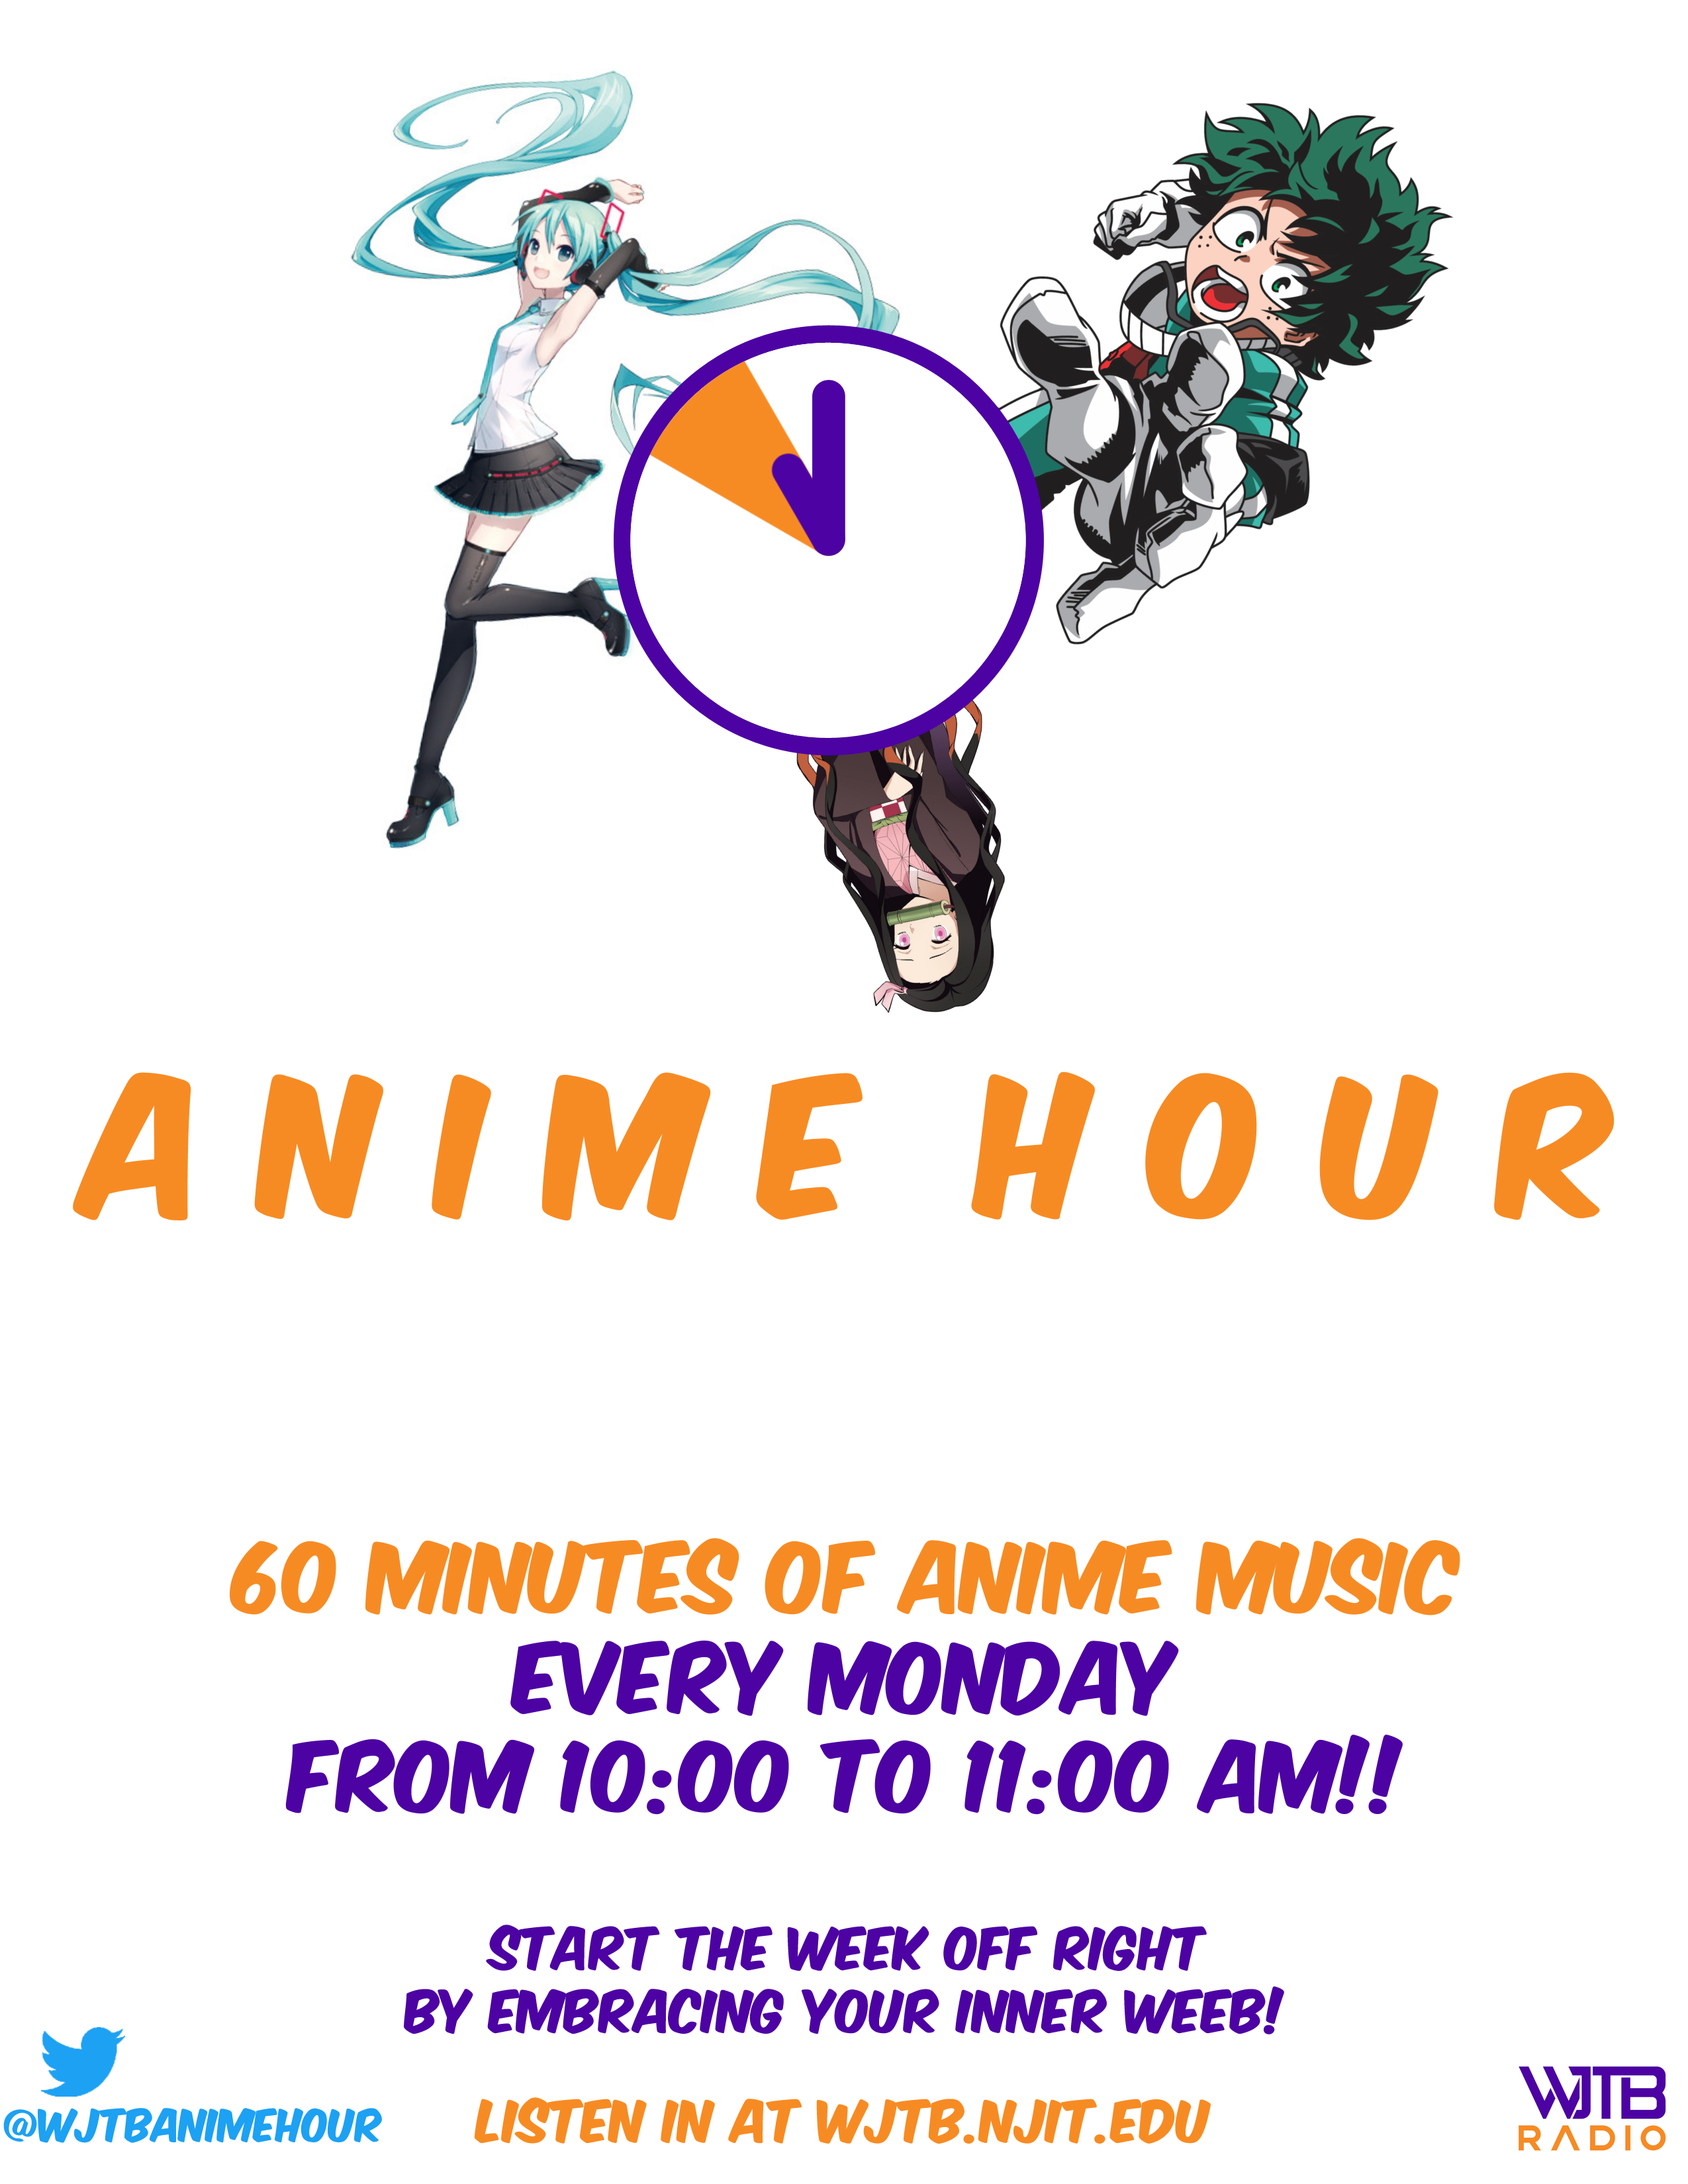 ANIME HOUR
60 MINUTES OF ANIME MUSIC
EVERY MONDAY
FROM 10:00 TO 11:00 AM!!
START THE WEEK OFF RIGHT
BY EMBRACING YOUR INNER WEEB!
@WJTBANIMEHOUR
LISTEN IN AT WJTB.NJIT.EDU
WJTB
RADIO